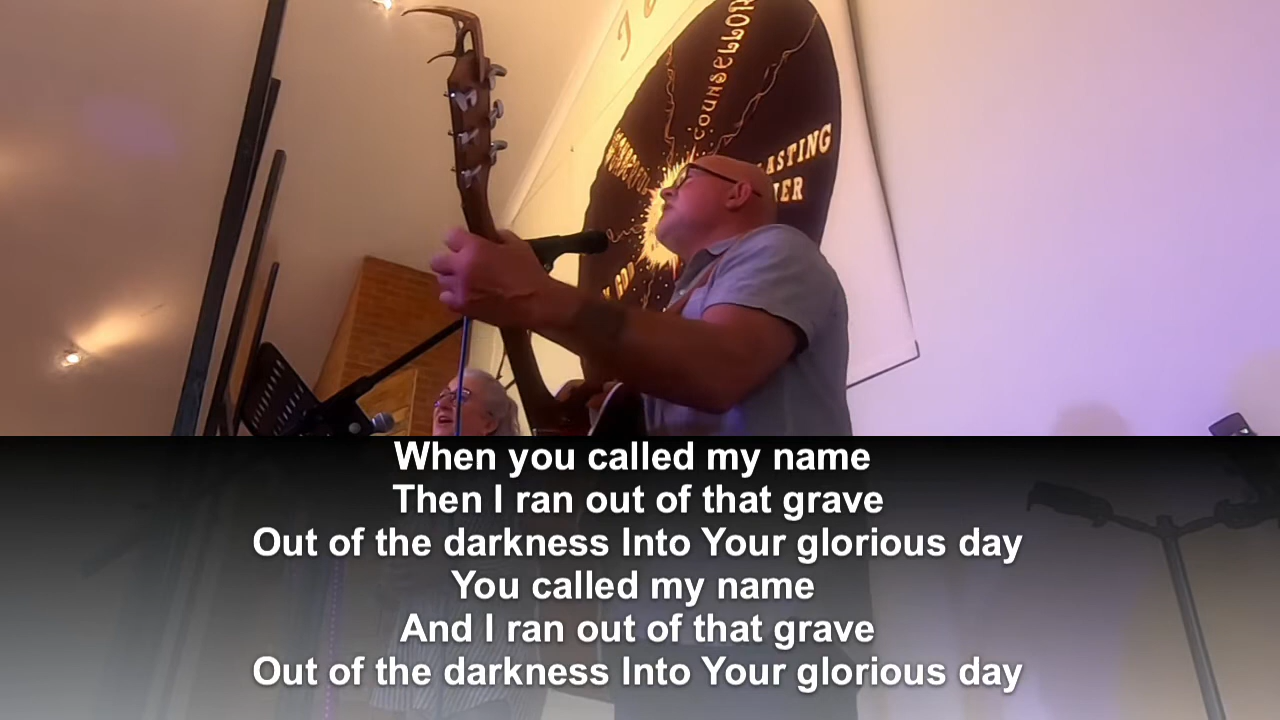 COUNSELLOR
When you called my name
Then I ran out of that grave
Out of the darkness Into Your glorious day
You called my name
And I ran out of that grave
Out of the darkness Into Your glorious day